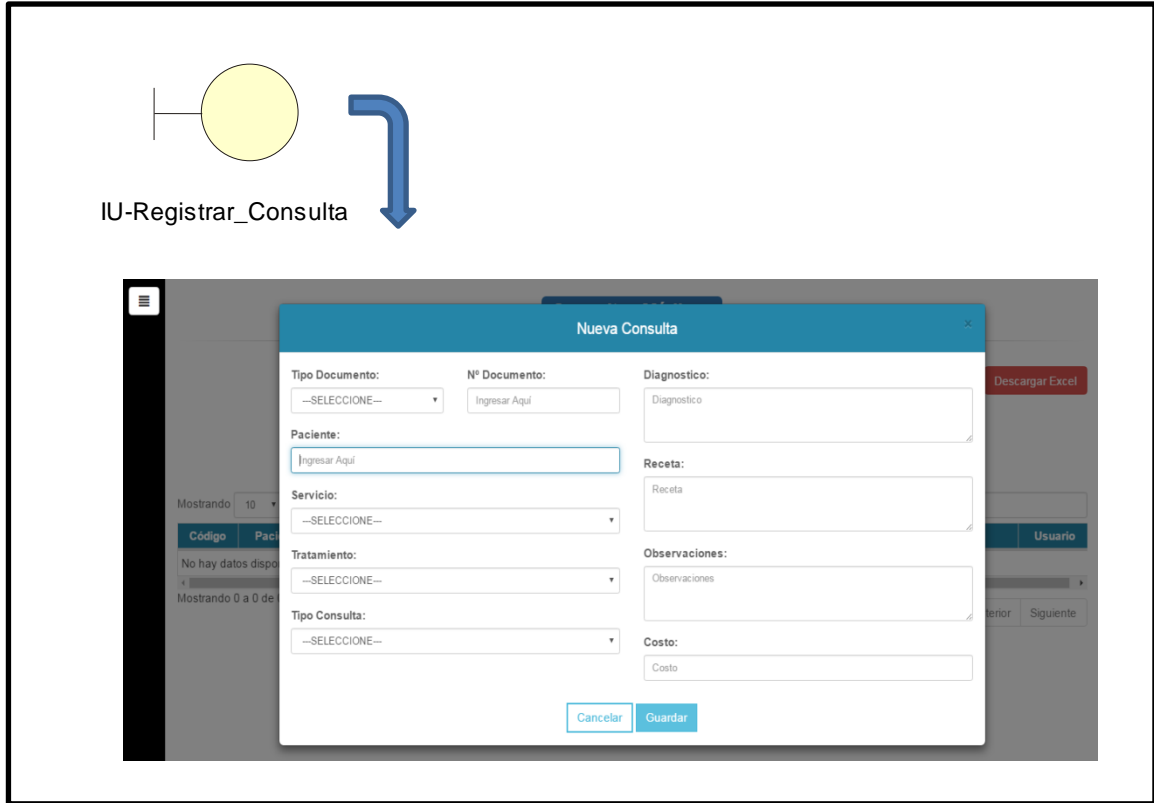 IU-Registrar_Consulta
Nueva Consulta
×
Tipo Documento:
Nº Documento:
Diagnostico:
---SELECCIONE---
Ingresar Aquí
Diagnostico
Descargar Excel
Paciente:
Ingresar Aquí
Receta:
Receta
Servicio:
---SELECCIONE---
Mostrando 10
Código
Usuario
Tratamiento:
Observaciones:
No hay datos
---SELECCIONE---
Observaciones
Mostrando 0 a 0 de
Siguiente
Tipo Consulta:
---SELECCIONE---
Costo:
Costo
Cancelar
Guardar